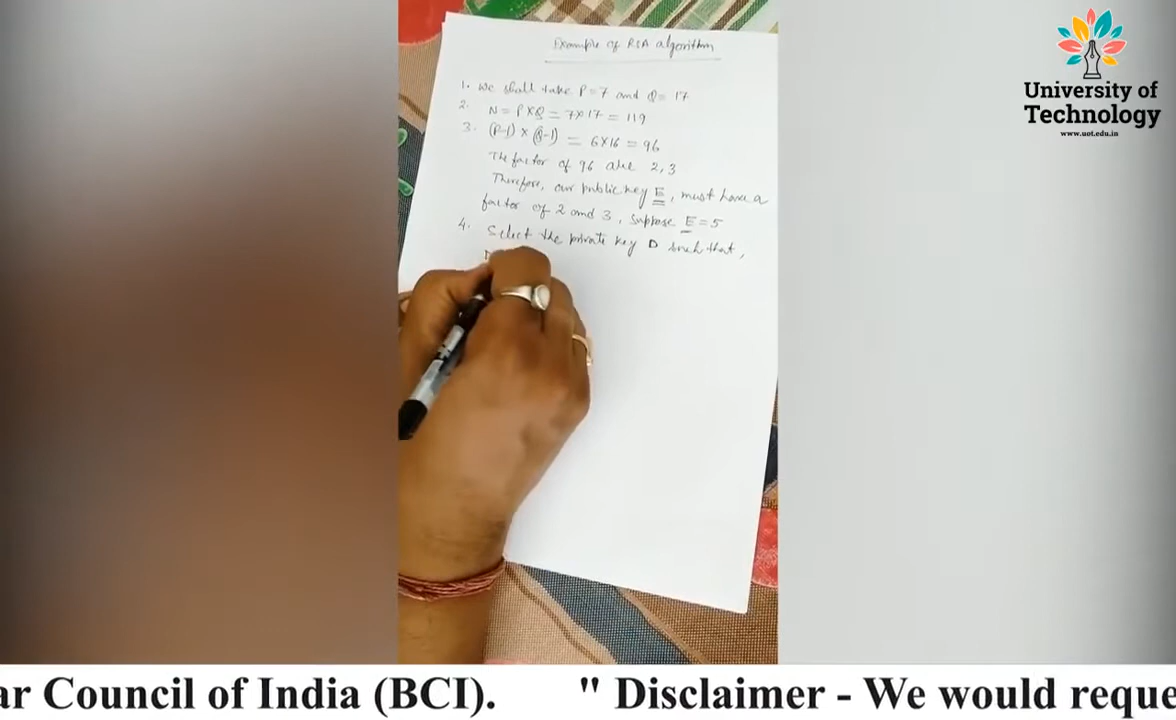 Example of RSA algorithm
1. We shall take P = 7 and Q = 17
2. N = P X Q = 7 X 17 = 119
3. (P-1) X (Q-1) = 6 X 16 = 96
The factor of 96 are 2, 3
Therefore, our public key E, must have a
factor of 2 and 3, suppose E = 5
4. Select the private key D such that,
D
University of
Technology
www.uot.edu.in
ar Council of India (BCI). " Disclaimer - We would reque